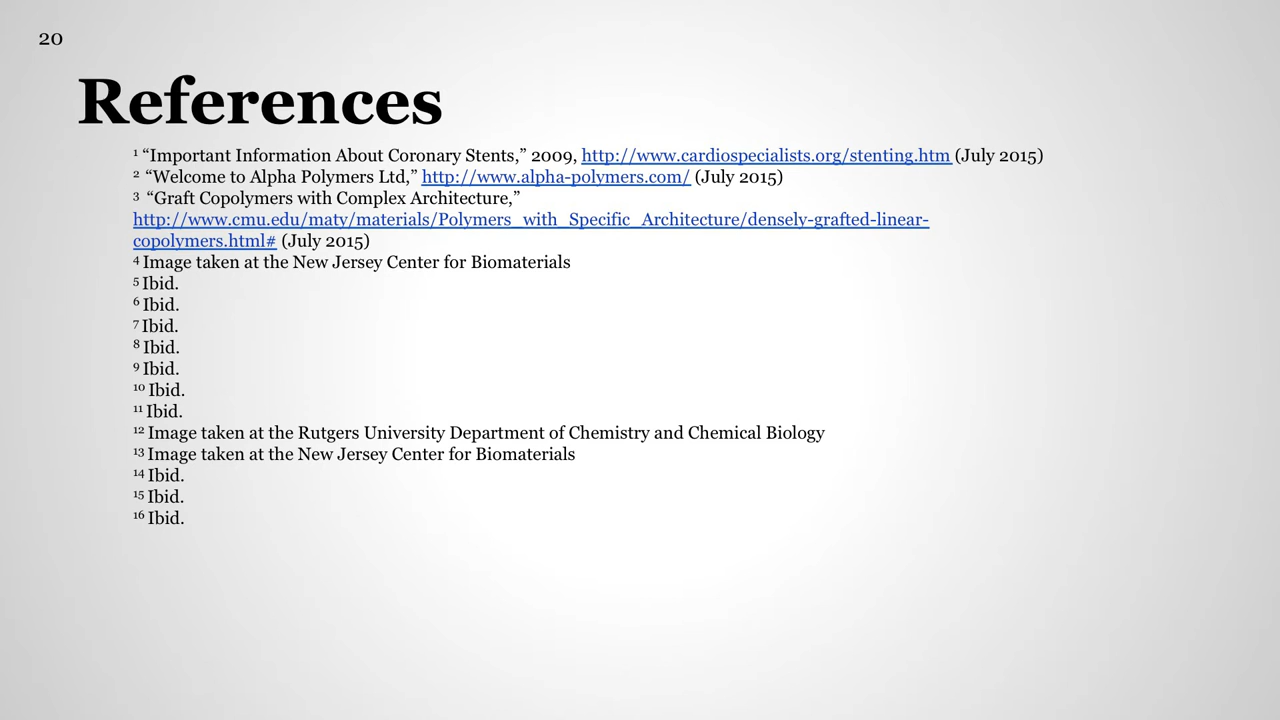 20
References
¹ “Important Information About Coronary Stents,” 2009, http://www.cardiospecialists.org/stenting.htm (July 2015)
² “Welcome to Alpha Polymers Ltd,” http://www.alpha-polymers.com/ (July 2015)
³ “Graft Copolymers with Complex Architecture,”
http://www.cmu.edu/maty/materials/Polymers_with_Specific_Architecture/densely-grafted-linear-
copolymers.html# (July 2015)
⁴ Image taken at the New Jersey Center for Biomaterials
⁵ Ibid.
⁶ Ibid.
⁷ Ibid.
⁸ Ibid.
⁹ Ibid.
¹⁰ Ibid.
¹¹ Ibid.
¹² Image taken at the Rutgers University Department of Chemistry and Chemical Biology
¹³ Image taken at the New Jersey Center for Biomaterials
¹⁴ Ibid.
¹⁵ Ibid.
¹⁶ Ibid.